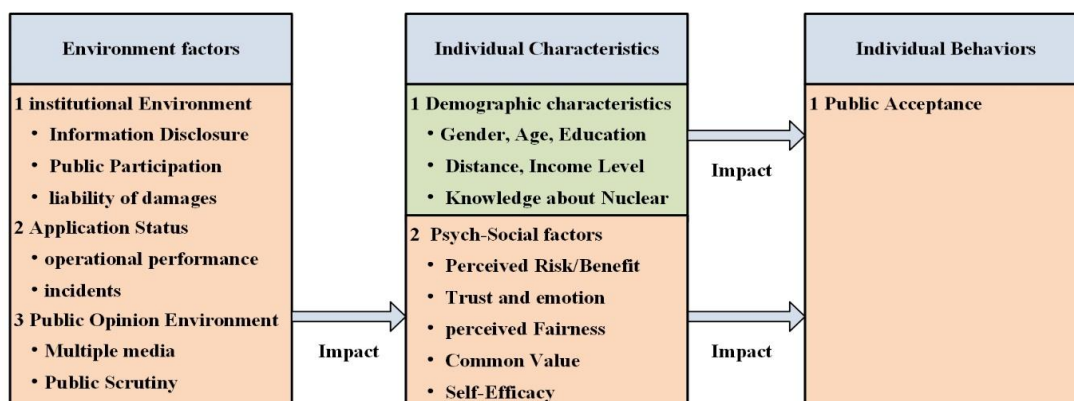 Environment factors
1 institutional Environment
• Information Disclosure
• Public Participation
• liability of damages
2 Application Status
• operational performance
• incidents
3 Public Opinion Environment
• Multiple media
• Public Scrutiny
Impact
Individual Characteristics
1 Demographic characteristics
• Gender, Age, Education
• Distance, Income Level
• Knowledge about Nuclear
2 Psych-Social factors
• Perceived Risk/Benefit
• Trust and emotion
• perceived Fairness
• Common Value
• Self-Efficacy
Impact
Impact
Individual Behaviors
1 Public Acceptance